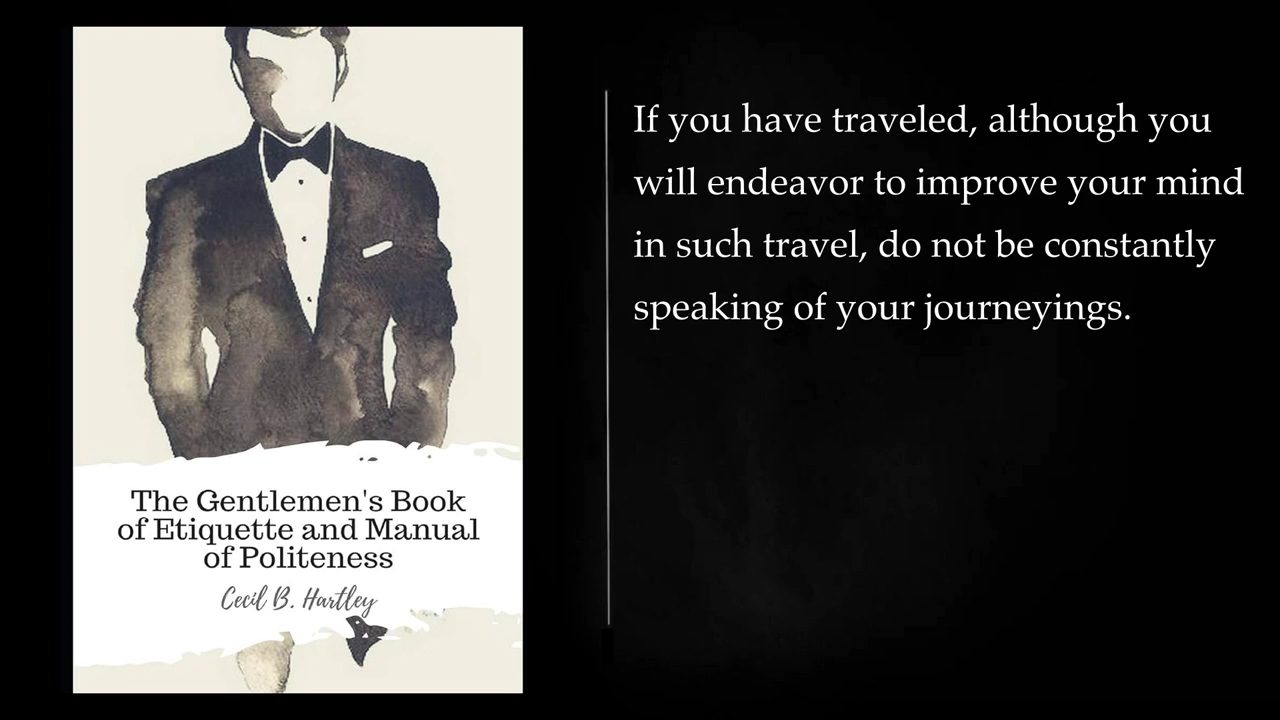 The Gentlemen's Book
of Etiquette and Manual
of Politeness
Cecil B. Hartley
If you have traveled, although you
will endeavor to improve your mind
in such travel, do not be constantly
speaking of your journeyings.